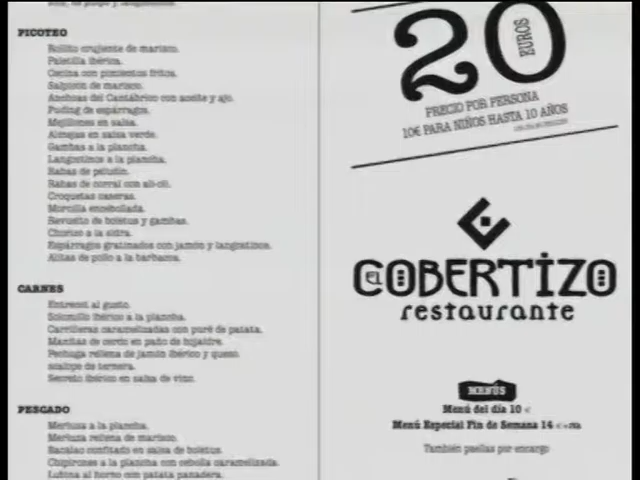 PICOTEO
Rollito crujiente de marisco.
Paletilla ibérica.
Cecina con pimientos fritos.
Salpicón de marisco.
Anchoas del Cantábrico con aceite y ajo.
Puding de espárragos.
Mejillones en salsa.
Almejas en salsa verde.
Gambas a la plancha.
Langostinos a la plancha.
Rabas de peludin.
Rabas de corral con ali-oli.
Croquetas caseras.
Morcilla encebollada.
Revuelto de boletus y gambas.
Chorizo a la sidra.
Espárragos gratinados con jamón y langostinos.
Alitas de pollo a la barbacoa.
CARNES
Entrecot al gusto.
Solomillo ibérico a la plancha.
Carrilleras caramelizadas con puré de patata.
Manitas de cerdo en paño de hojaldre.
Pechuga rellena de jamón ibérico y queso.
scalope de ternera.
Secreto ibérico en salsa de vino.
PESCADO
Merluza a la plancha.
Merluza rellena de marisco.
Bacalao confitado en salsa de boletus.
Chipirones a la plancha con cebolla caramelizada.
Lubina al horno con patata panadera.
20 EUROS
PRECIO POR PERSONA
10€ PARA NIÑOS HASTA 10 AÑOS
EL COBERTIZO
restaurante
MENÚS
Menú del día 10 €
Menú Especial Fin de Semana 14 €
También paellas por encargo